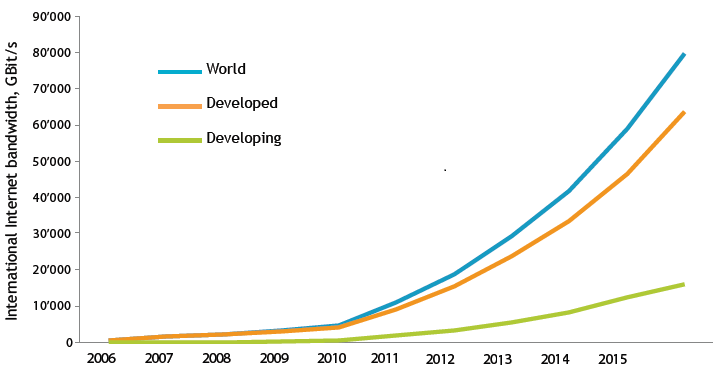 90’000
80’000
70’000
60’000
50’000
40’000
30’000
20’000
10’000
0
International Internet bandwidth, GBit/s
World
Developed
Developing
2006 2007 2008 2009 2010 2011 2012 2013 2014 2015